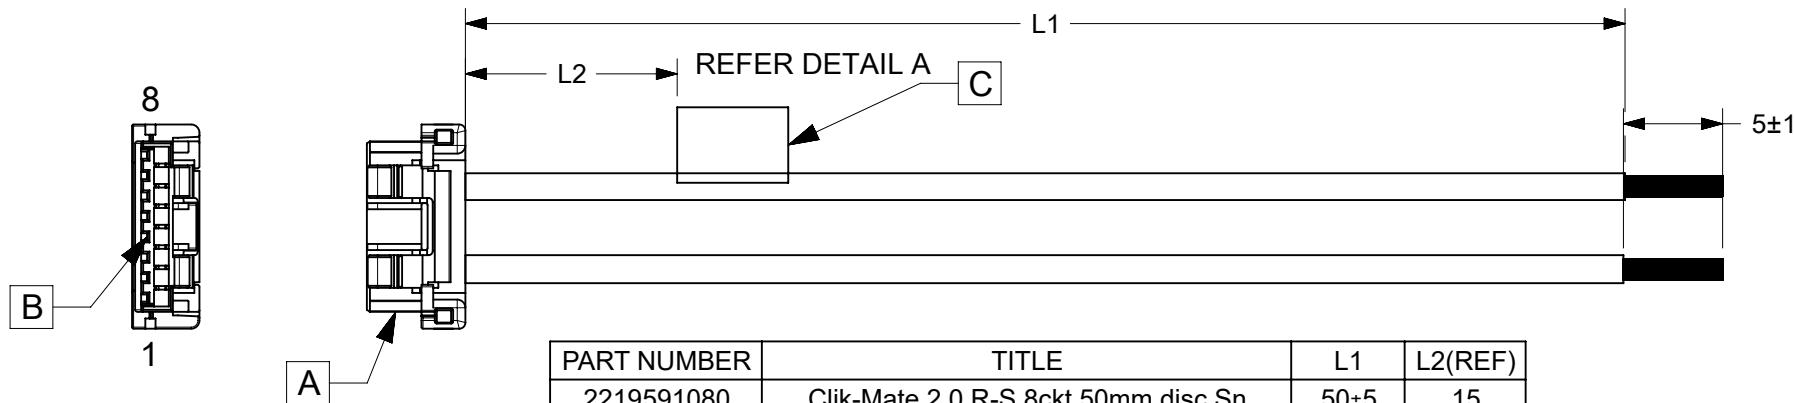 L1
L2
REFER DETAIL A
C
8
5±1
B
1
A
PART NUMBER TITLE L1 L2(REF)
2219591080 Clik-Mate 2.0 R-S 8ckt 50mm disc Sn 50±5 15